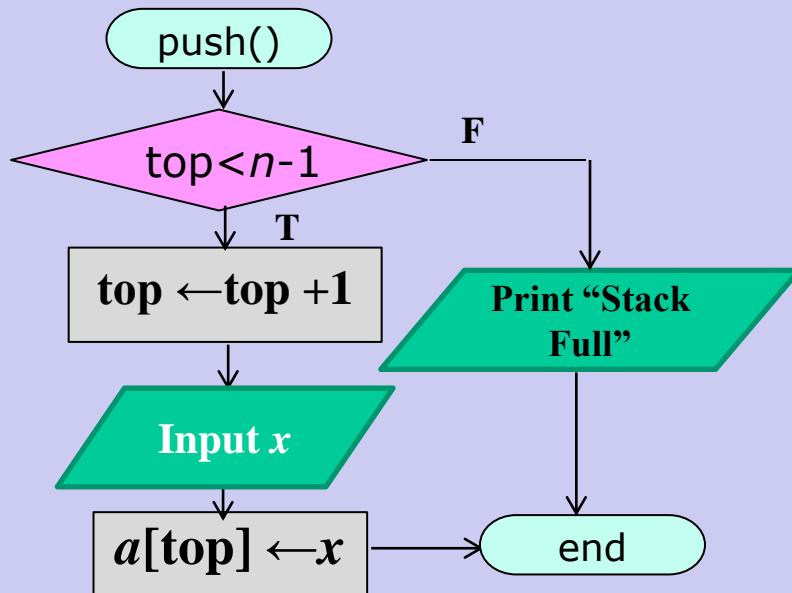 push()
top<n-1
F
T
top ←top +1
Print “Stack
Full”
Input x
a[top] ←x
end